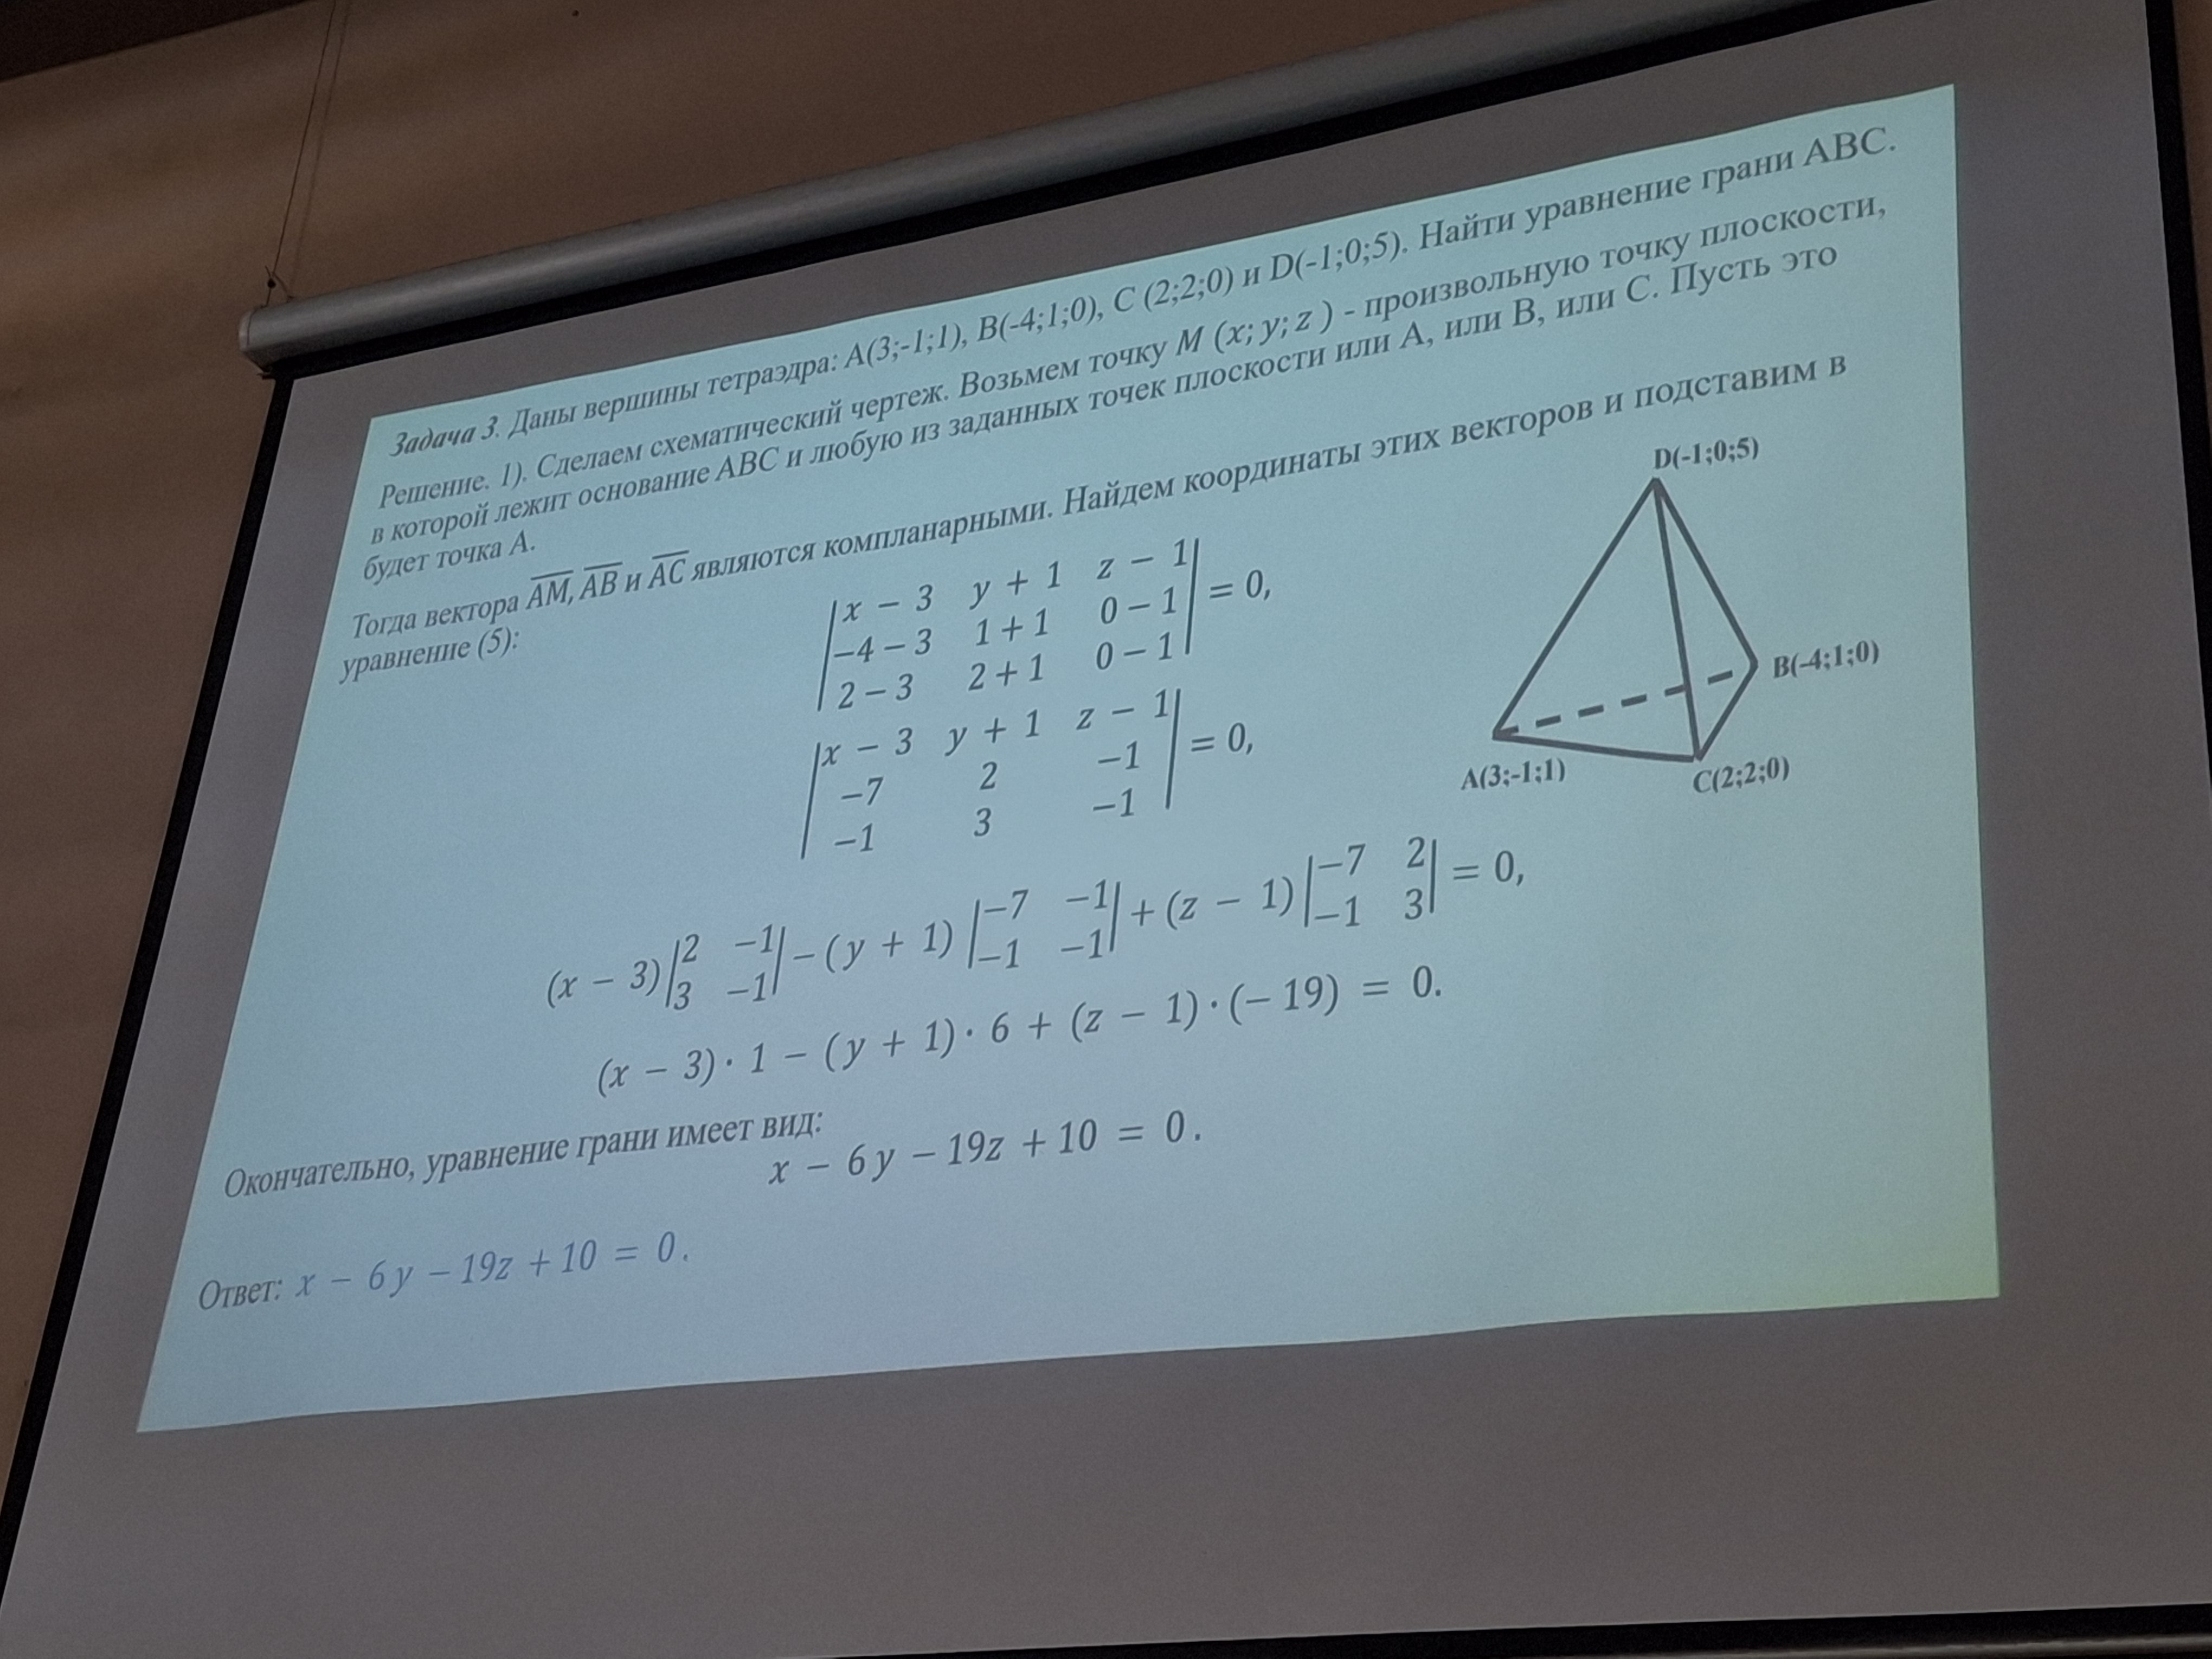 Задача 3. Даны вершины тетраэдра: A(3;-1;1), B(-4;1;0), C (2;2;0) и D(-1;0;5). Найти уравнение грани ABC.
Решение. 1). Сделаем схематический чертеж. Возьмем точку M (x; y; z ) - произвольную точку плоскости,
в которой лежит основание ABC и любую из заданных точек плоскости или A, или B, или C. Пусть это
будет точка A.
Тогда вектора A̅M̅, A̅B̅ и A̅C̅ являются компланарными. Найдем координаты этих векторов и подставим в
уравнение (5):
|x − 3 y + 1 z − 1|
|−4 − 3 1 + 1 0 − 1| = 0,
|2 − 3 2 + 1 0 − 1|
|x − 3 y + 1 z − 1|
|−7 2 −1| = 0,
|−1 3 −1|
D(-1;0;5)
B(-4;1;0)
A(3;-1;1)
C(2;2;0)
(x − 3)|2 −1| − (y + 1) |−7 −1| + (z − 1)|−7 2| = 0,
|3 −1| |−1 −1| |−1 3|
(x − 3) · 1 − (y + 1) · 6 + (z − 1) · (− 19) = 0.
Окончательно, уравнение грани имеет вид:
x − 6y − 19z + 10 = 0.
Ответ: x − 6y − 19z + 10 = 0.